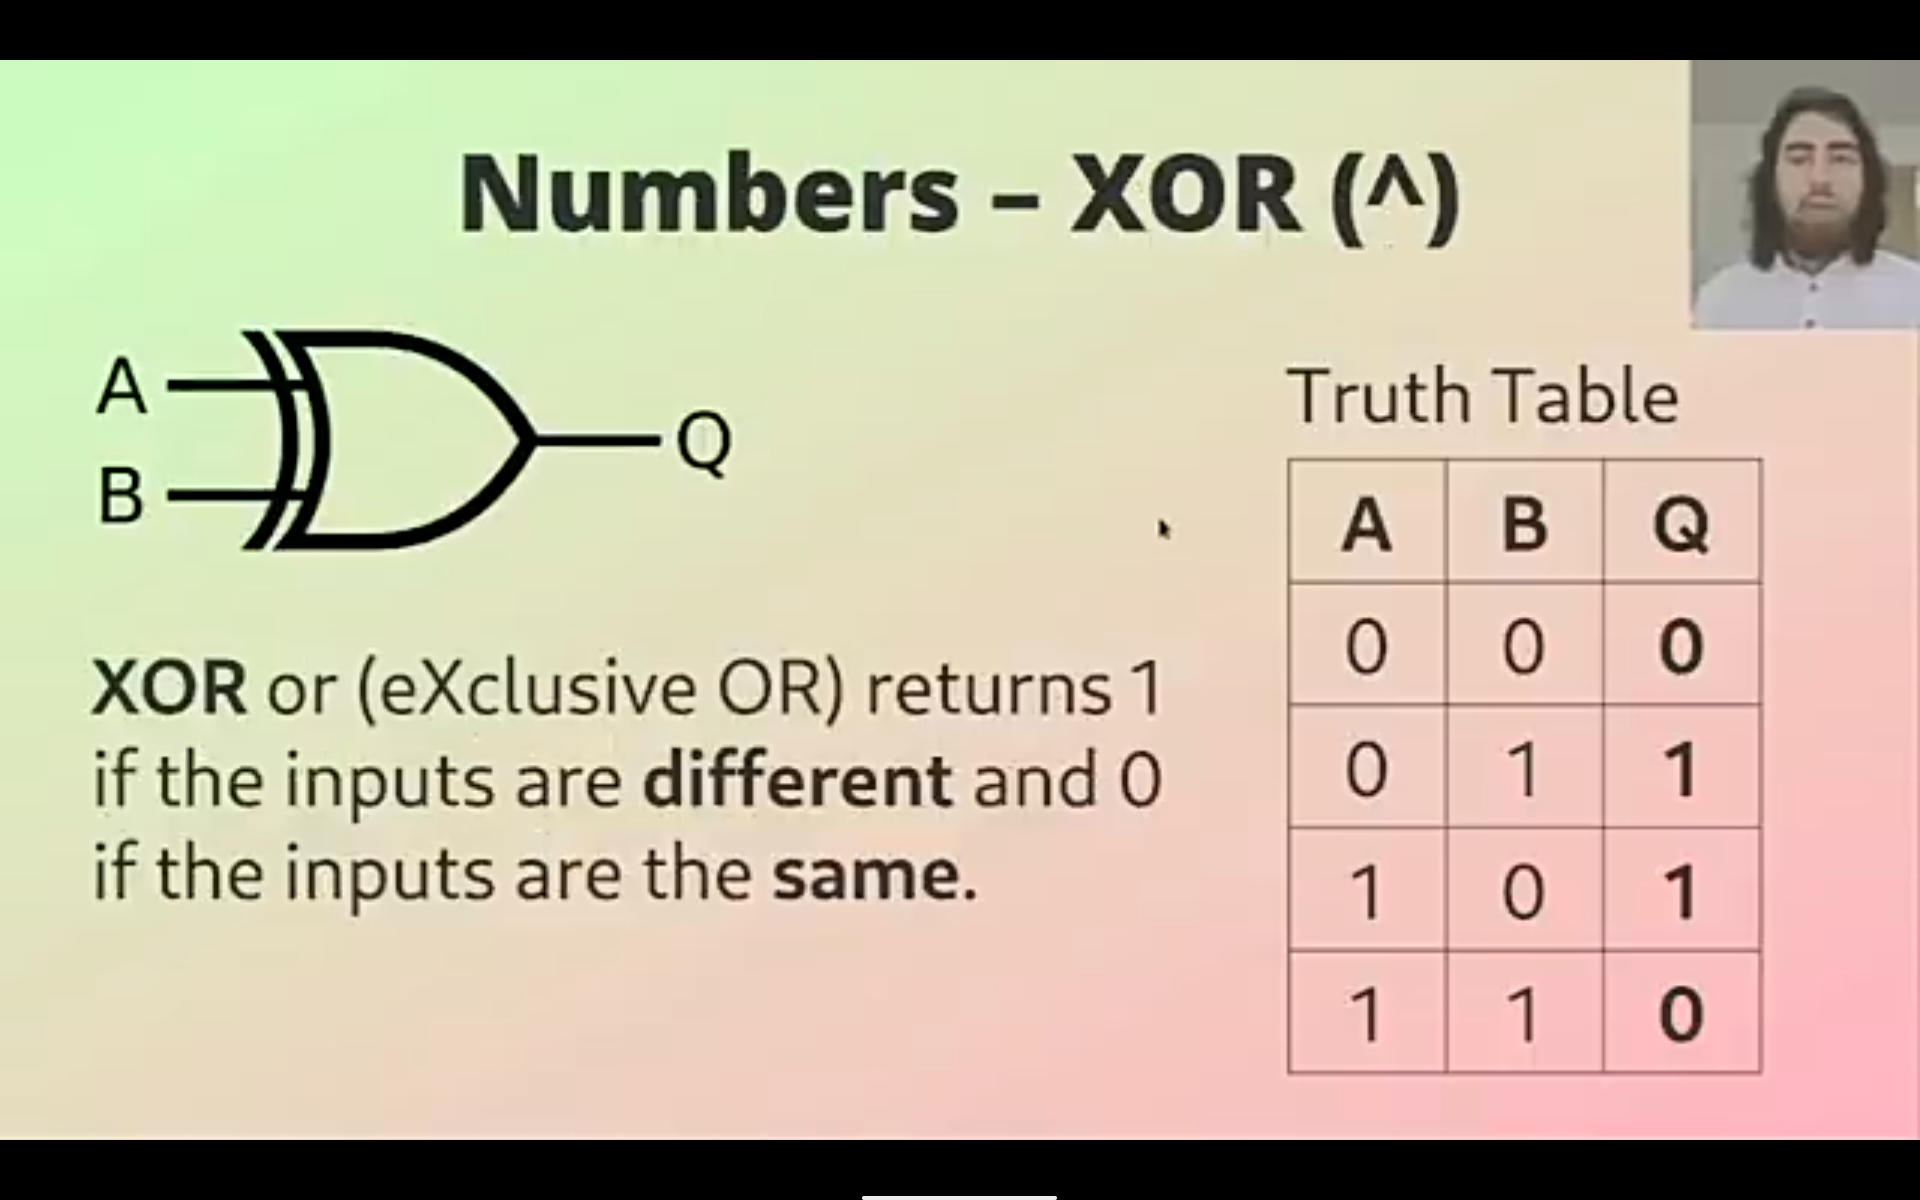 Numbers – XOR (^)
A
B
Q
XOR or (eXclusive OR) returns 1
if the inputs are different and 0
if the inputs are the same.
Truth Table
A B Q
0 0 0
0 1 1
1 0 1
1 1 0